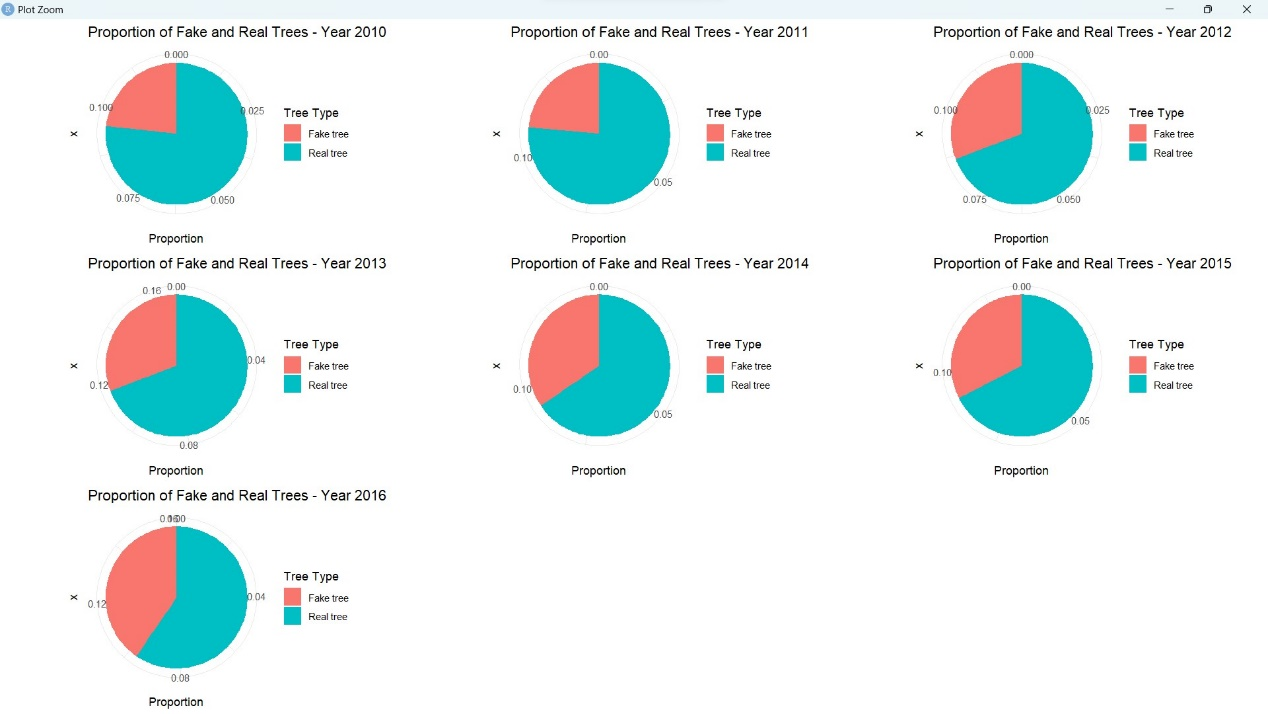 Plot Zoom
Proportion of Fake and Real Trees - Year 2010
0.000
0.025
0.050
0.075
0.100
x
Proportion
Tree Type
Fake tree
Real tree
Proportion of Fake and Real Trees - Year 2011
0.00
0.05
0.10
x
Proportion
Tree Type
Fake tree
Real tree
Proportion of Fake and Real Trees - Year 2012
0.000
0.025
0.050
0.075
0.100
x
Proportion
Tree Type
Fake tree
Real tree
Proportion of Fake and Real Trees - Year 2013
0.16 0.00
0.04
0.08
0.12
x
Proportion
Tree Type
Fake tree
Real tree
Proportion of Fake and Real Trees - Year 2014
0.00
0.05
0.10
x
Proportion
Tree Type
Fake tree
Real tree
Proportion of Fake and Real Trees - Year 2015
0.00
0.05
0.10
x
Proportion
Tree Type
Fake tree
Real tree
Proportion of Fake and Real Trees - Year 2016
0.04
0.08
0.12
x
Proportion
Tree Type
Fake tree
Real tree